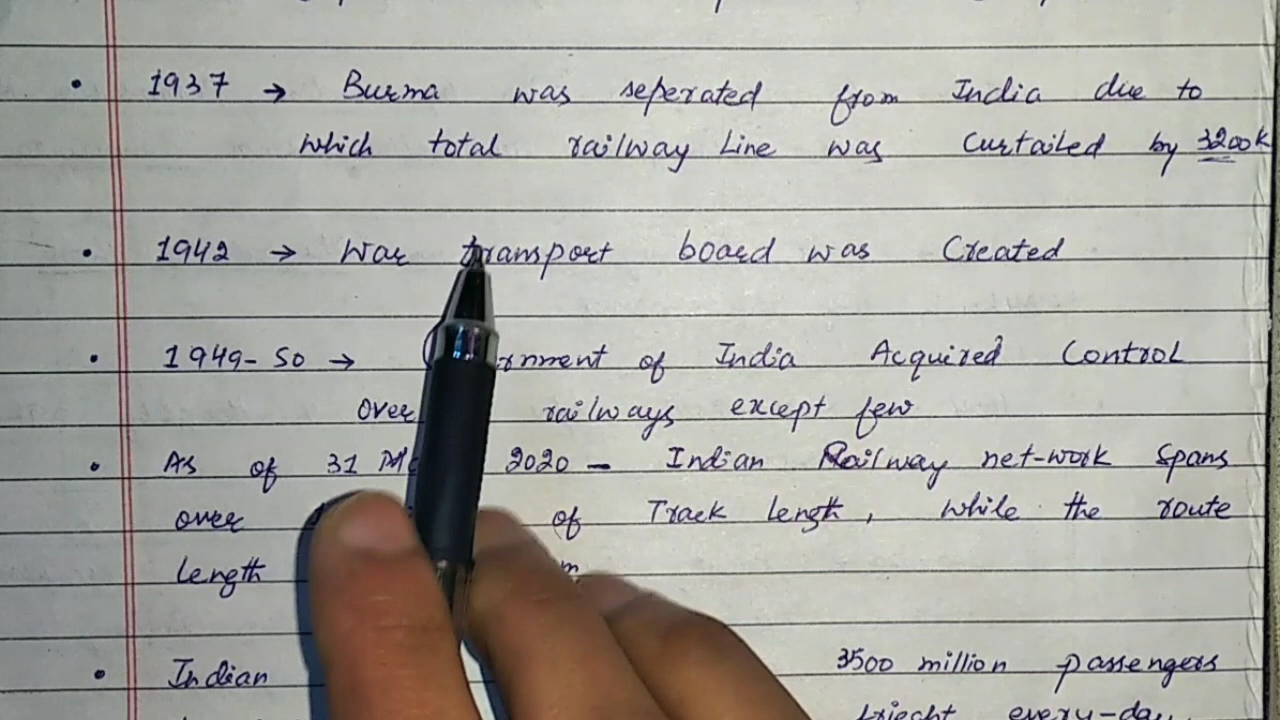 • 1937 → Burma was seperated from India due to
which total railway Line was Curtailed by 3200k
• 1942 → War transport board was Created
• 1949-50 → of India Acquired Control
over railways except few
• As of 31 2020 - Indian Railway net-work Spans
over of Track length, while the route
length
• Indian 3500 million passengers
every-day